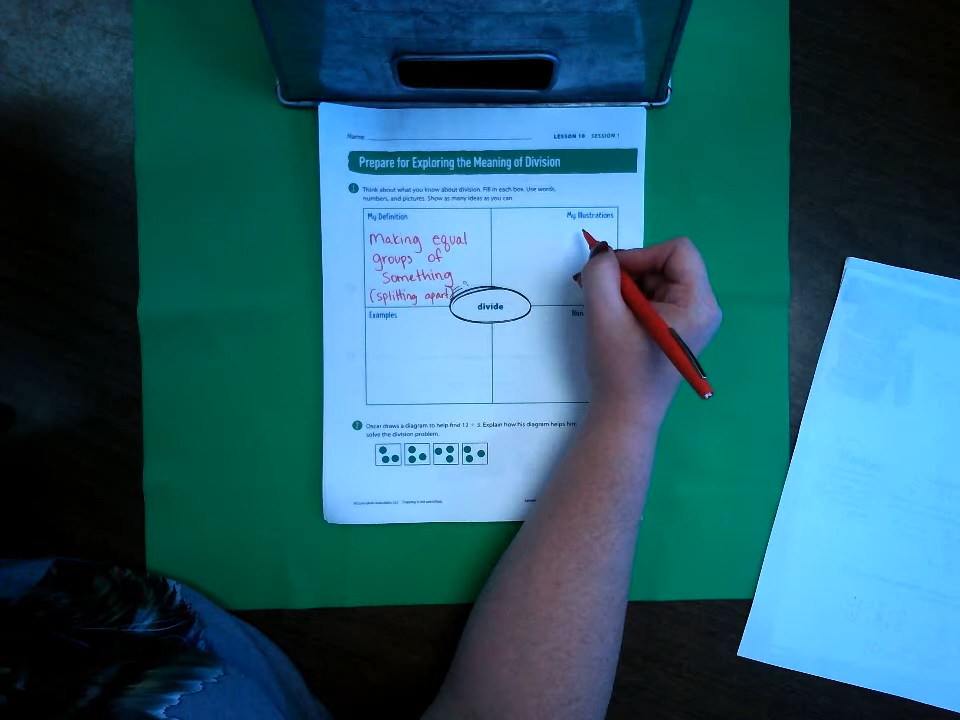 Name:
LESSON 10 SESSION 1
Prepare for Exploring the Meaning of Division
1 Think about what you know about division. Fill in each box. Use words,
numbers, and pictures. Show as many ideas as you can.
My Definition
My Illustrations
Making equal
groups of
something
(splitting apart)
divide
Examples
Non
2 Oscar draws a diagram to help find 12 ÷ 3. Explain how his diagram helps him
solve the division problem.